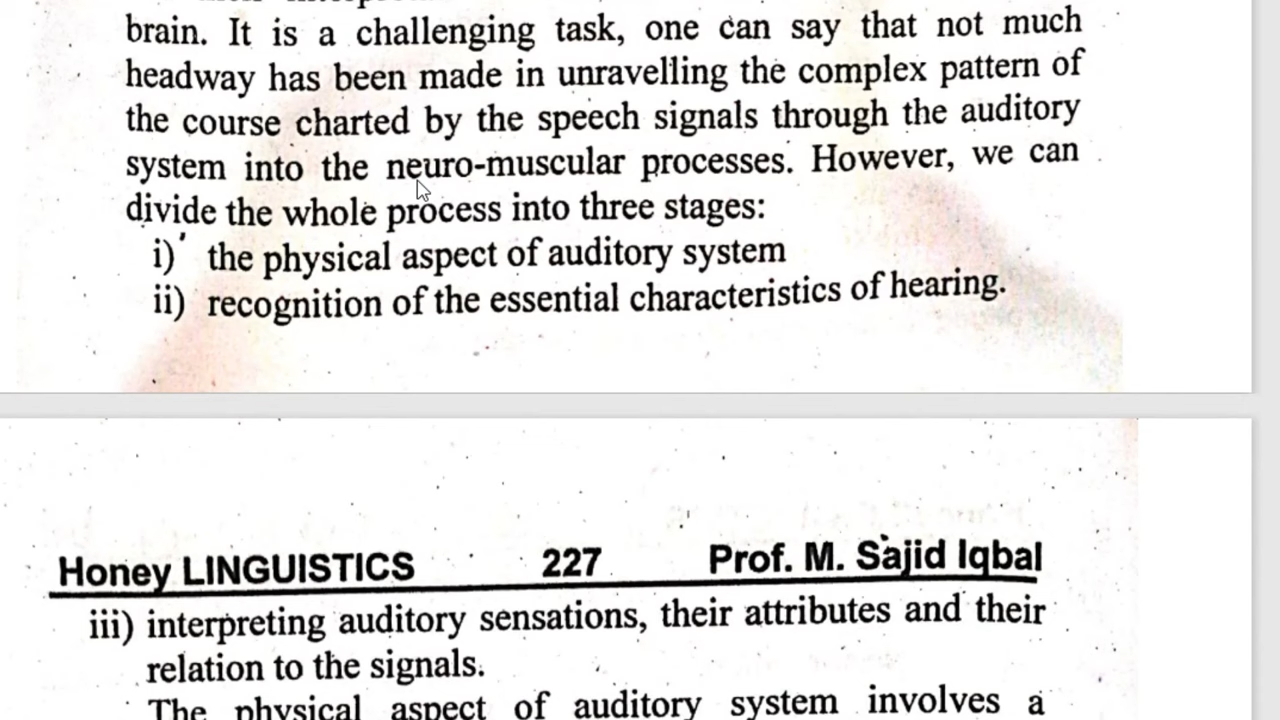 brain. It is a challenging task, one can say that not much
headway has been made in unravelling the complex pattern of
the course charted by the speech signals through the auditory
system into the neuro-muscular processes. However, we can
divide the whole process into three stages:
i) the physical aspect of auditory system
ii) recognition of the essential characteristics of hearing.
Honey LINGUISTICS 227 Prof. M. Sajid Iqbal
iii) interpreting auditory sensations, their attributes and their
relation to the signals.
The physical aspect of auditory system involves a